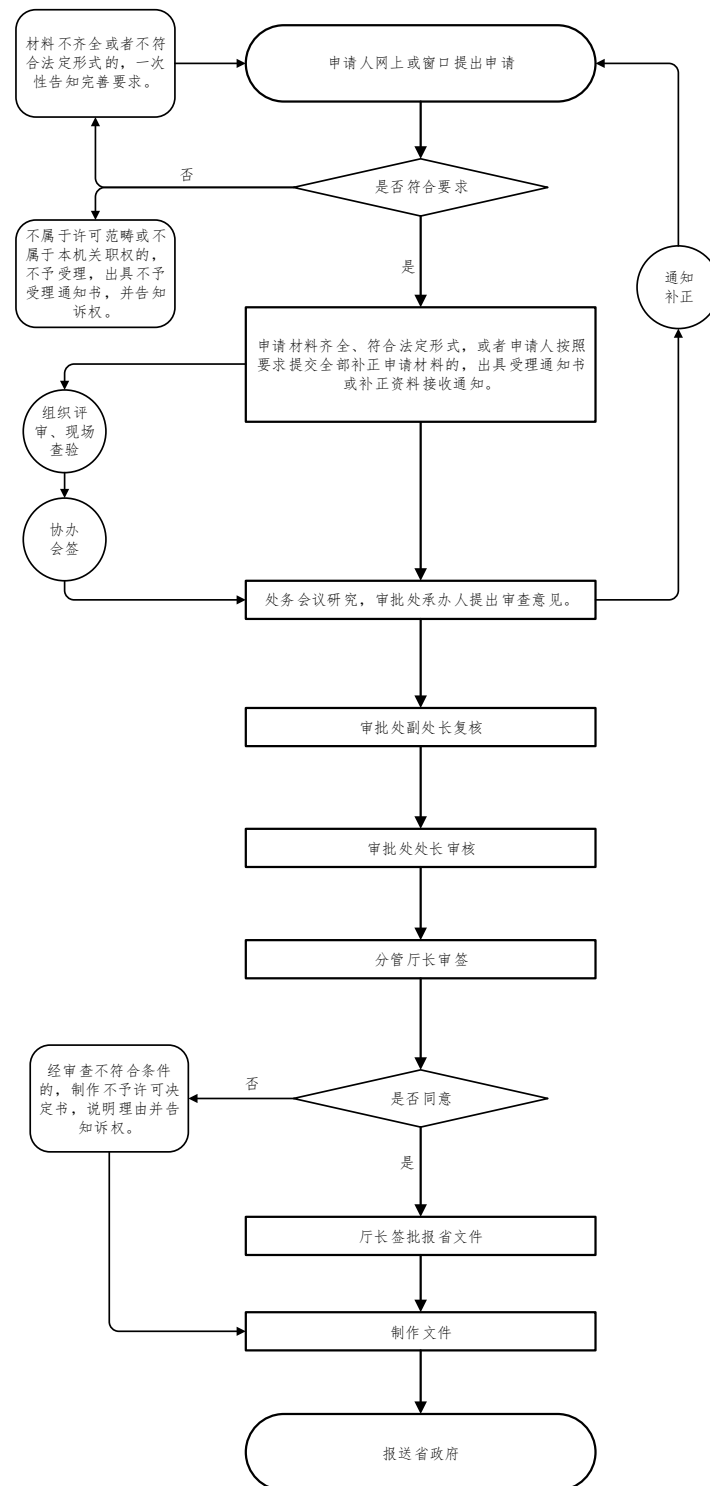 材料不齐全或者不符
合法定形式的，一次
性告知完善要求。
申请人网上或窗口提出申请
否
是否符合要求
不属于许可范畴或不
属于本机关职权的，
不予受理，出具不予
受理通知书，并告知
诉权。
是
通知
补正
申请材料齐全、符合法定形式，或者申请人按照
要求提交全部补正申请材料的，出具受理通知书
或补正资料接收通知。
组织评
审、现场
查验
协办
会签
处务会议研究，审批处承办人提出审查意见。
审批处副处长复核
审批处处长审核
分管厅长审签
经审查不符合条件
的，制作不予许可决
定书，说明理由并告
知诉权。
否
是否同意
是
厅长签批报省文件
制作文件
报送省政府